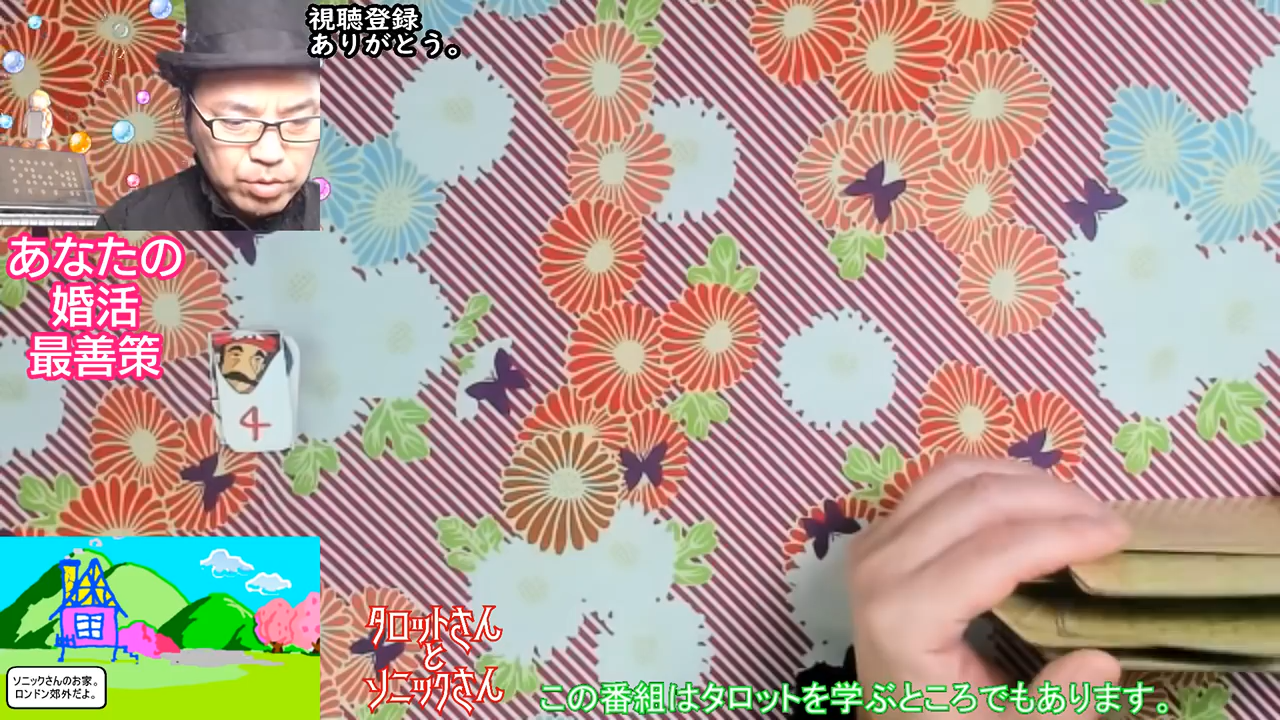 視聴登録
ありがとう。
あなたの
婚活
最善策
4
ソニックさんのお家。
ロンドン郊外だよ。
タロットさん
と
ソニックさん
この番組はタロットを学ぶところでもあります。